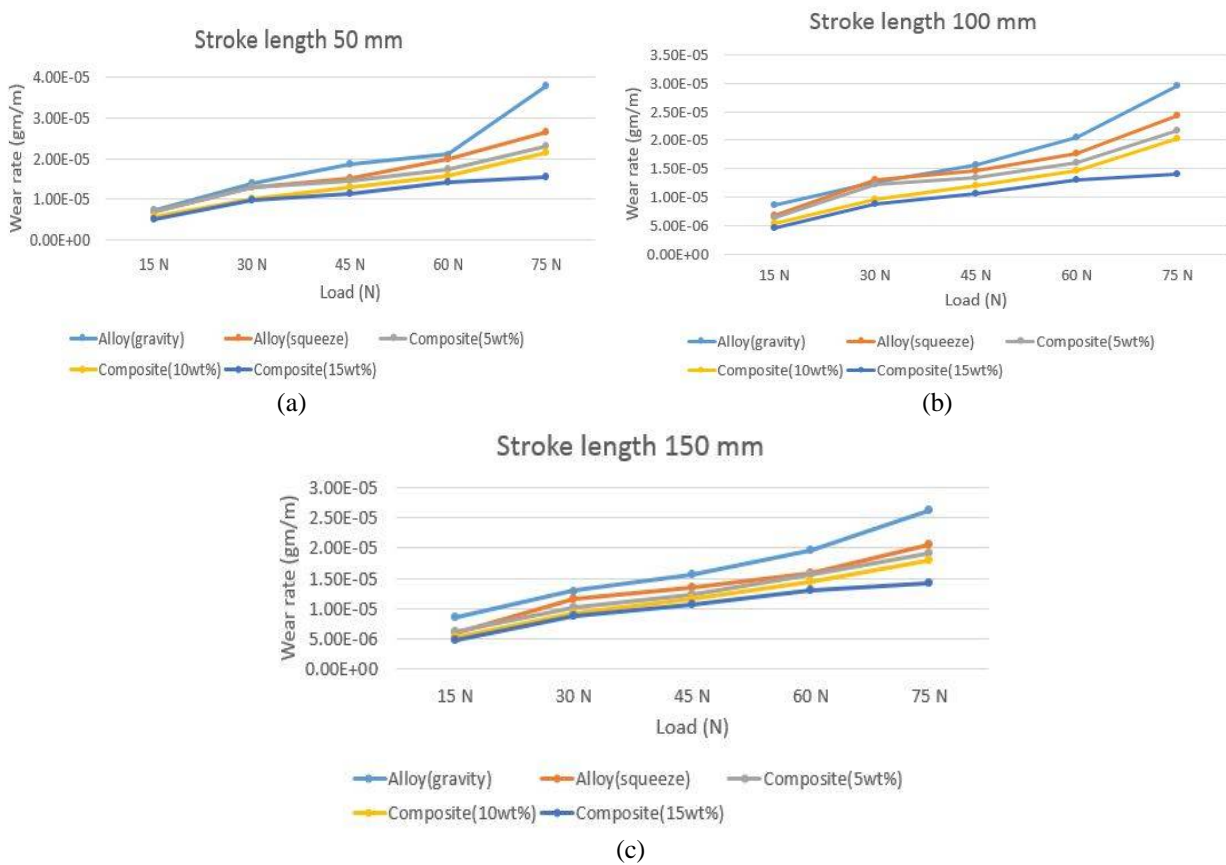 Stroke length 50 mm
Wear rate (gm/m)
4.00E-05
3.00E-05
2.00E-05
1.00E-05
0.00E+00
15 N 30 N 45 N 60 N 75 N
Load (N)
Alloy(gravity) Alloy(squeeze) Composite(5wt%)
Composite(10wt%) Composite(15wt%)
(a)
Stroke length 100 mm
Wear rate (gm/m)
3.50E-05
3.00E-05
2.50E-05
2.00E-05
1.50E-05
1.00E-05
5.00E-06
0.00E+00
15 N 30 N 45 N 60 N 75 N
Load (N)
Alloy(gravity) Alloy(squeeze) Composite(5wt%)
Composite(10wt%) Composite(15wt%)
(b)
Stroke length 150 mm
Wear rate (gm/m)
3.00E-05
2.50E-05
2.00E-05
1.50E-05
1.00E-05
5.00E-06
0.00E+00
15 N 30 N 45 N 60 N 75 N
Load (N)
Alloy(gravity) Alloy(squeeze) Composite(5wt%)
Composite(10wt%) Composite(15wt%)
(c)